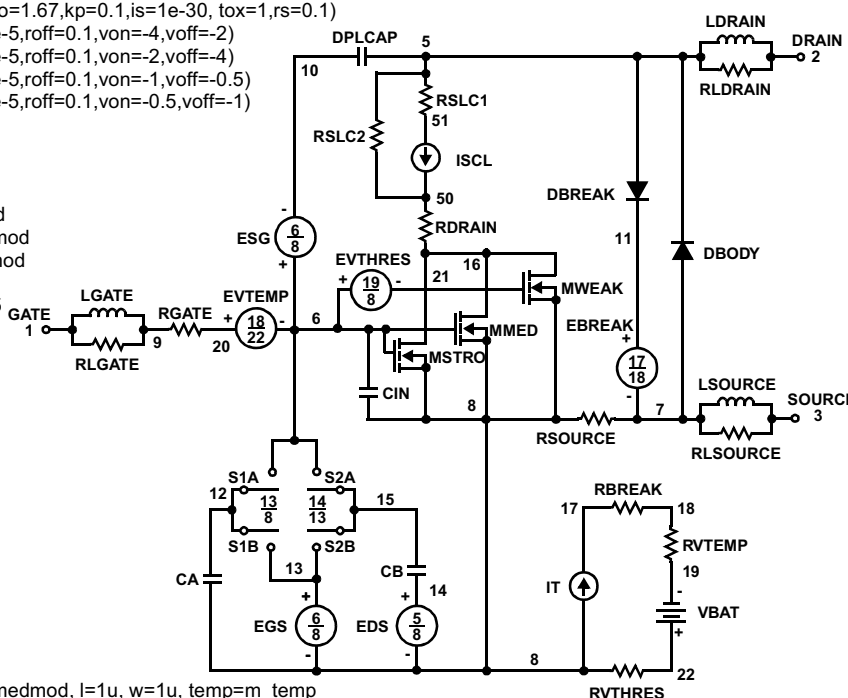 o=1.67,kp=0.1,is=1e-30, tox=1,rs=0.1)
e-5,roff=0.1,von=-4,voff=-2)
e-5,roff=0.1,von=-2,voff=-4)
e-5,roff=0.1,von=-1,voff=-0.5)
e-5,roff=0.1,von=-0.5,voff=-1)
LDRAIN
DPLCAP
5
DRAIN
2
10
RLDRAIN
RSLC1
51
RSLC2
ISCL
50
DBREAK
RDRAIN
11
DBODY
ESG
6
8
-
+
EVTHRES
16
21
+
19
8
-
MWEAK
LGATE
EVTEMP
GATE
1
RGATE
+
18
22
-
6
EBREAK
+
MMED
9
20
MSTRO
17
18
-
RLGATE
LSOURCE
CIN
8
7
SOURCE
3
RSOURCE
RLSOURCE
S1A
S2A
12
13
8
14
13
15
RBREAK
17
18
S1B
S2B
RVTEMP
13
CB
19
CA
IT
14
-
+
+
VBAT
EGS
6
8
EDS
5
8
+
-
-
8
22
RVTHRES
medmod, l=1u, w=1u, temp=m_temp